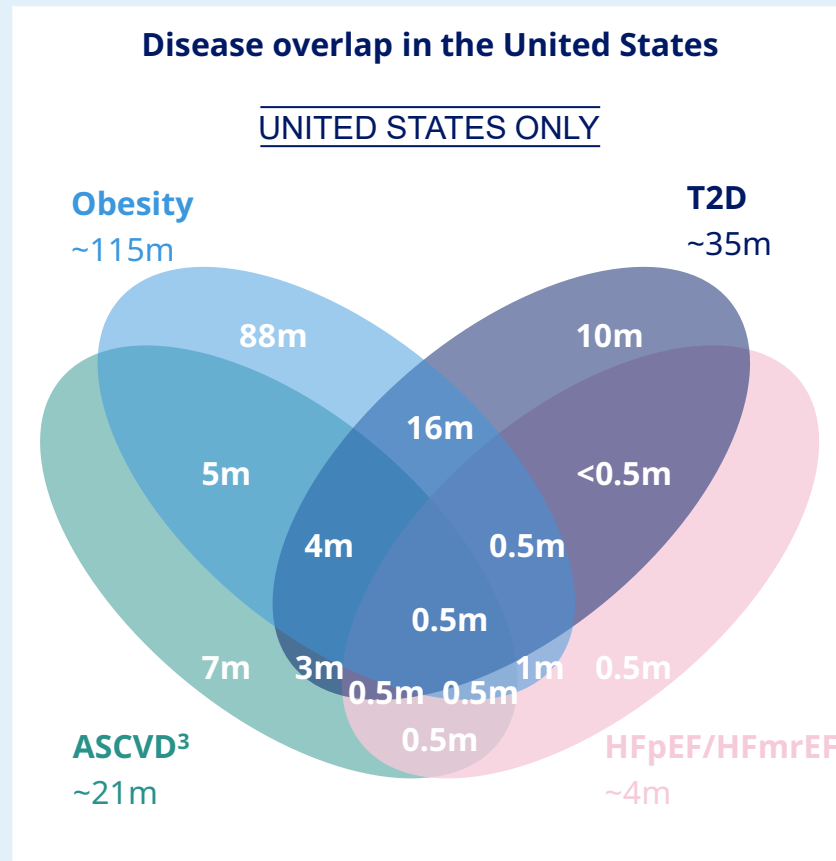 Disease overlap in the United States
UNITED STATES ONLY
Obesity
~115m
T2D
~35m
88m
10m
16m
5m
<0.5m
4m
0.5m
0.5m
7m
3m
1m
0.5m
0.5m
0.5m
0.5m
ASCVD³
~21m
HFpEF/HFmrEF
~4m